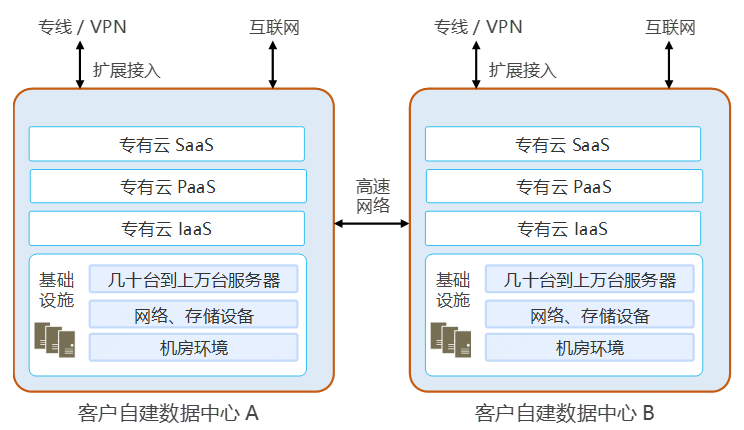 专线 / VPN
互联网
扩展接入
专有云 SaaS
专有云 PaaS
专有云 IaaS
基础
设施
几十台到上万台服务器
网络、存储设备
机房环境
客户自建数据中心 A
高速
网络
专线 / VPN
互联网
扩展接入
专有云 SaaS
专有云 PaaS
专有云 IaaS
基础
设施
几十台到上万台服务器
网络、存储设备
机房环境
客户自建数据中心 B